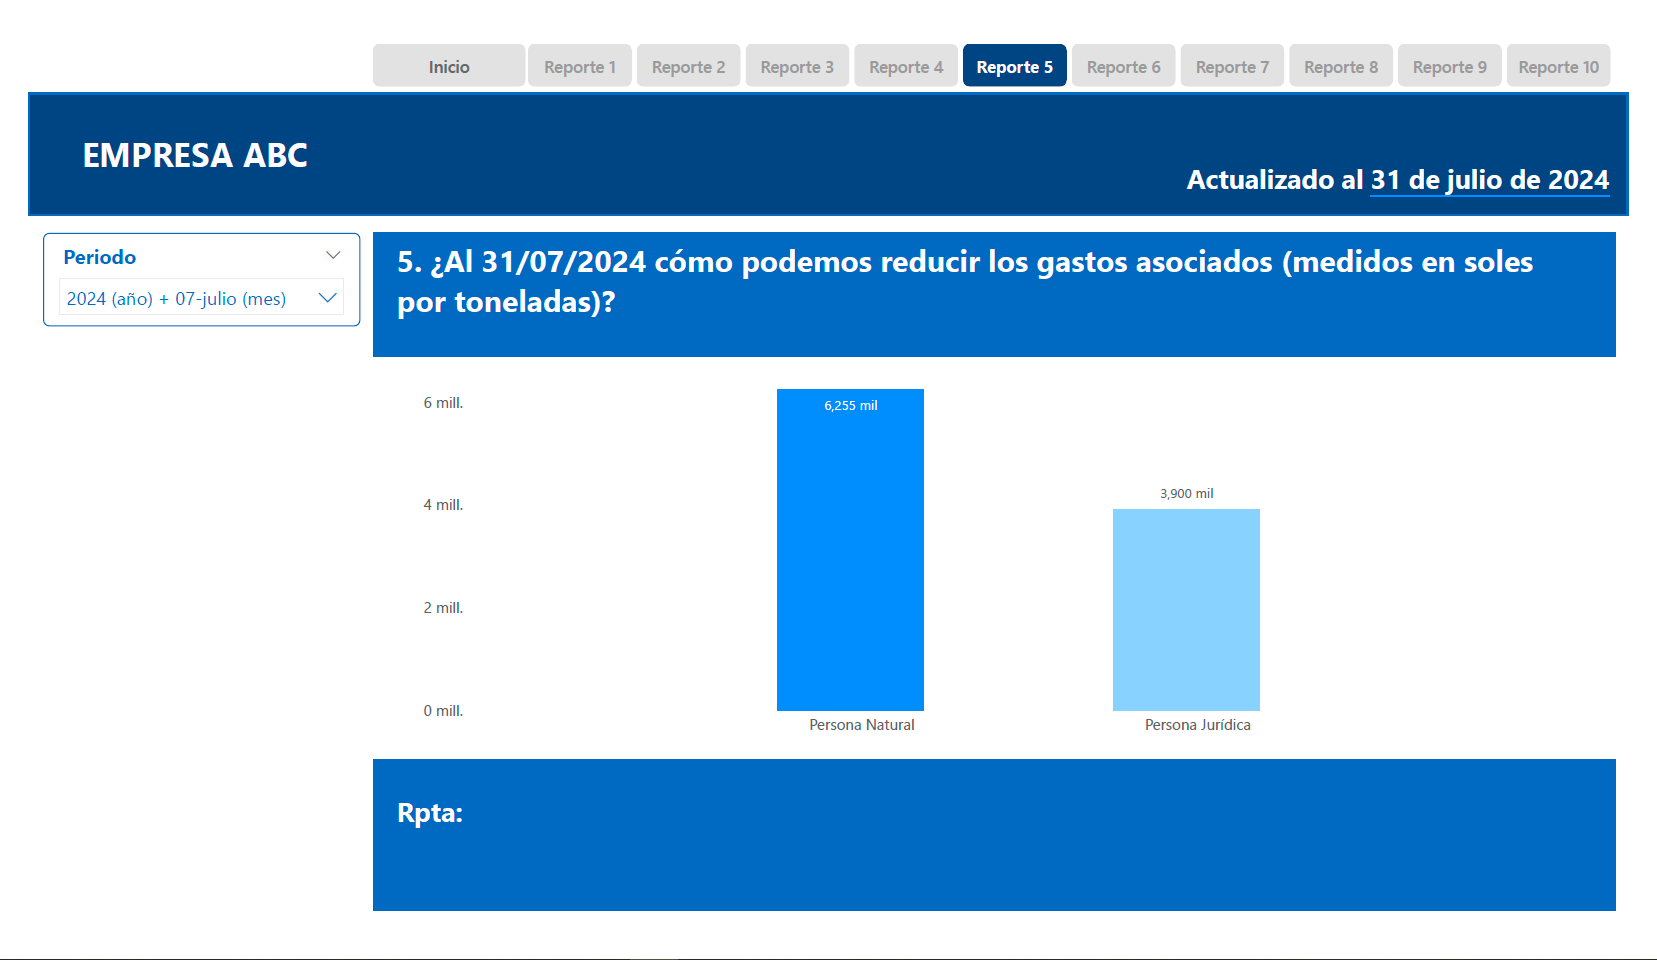 Inicio
Reporte 1
Reporte 2
Reporte 3
Reporte 4
Reporte 5
Reporte 6
Reporte 7
Reporte 8
Reporte 9
Reporte 10
EMPRESA ABC
Actualizado al 31 de julio de 2024
Periodo
2024 (año) + 07-julio (mes)
5. ¿Al 31/07/2024 cómo podemos reducir los gastos asociados (medidos en soles
por toneladas)?
6 mill.
4 mill.
2 mill.
0 mill.
6,255 mil
3,900 mil
Persona Natural
Persona Jurídica
Rpta: